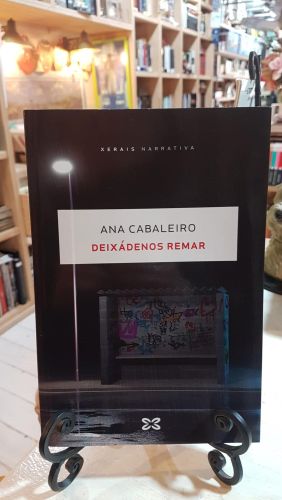 XERAIS NARRATIVA
ANA CABALEIRO
DEIXÁDENOS REMAR